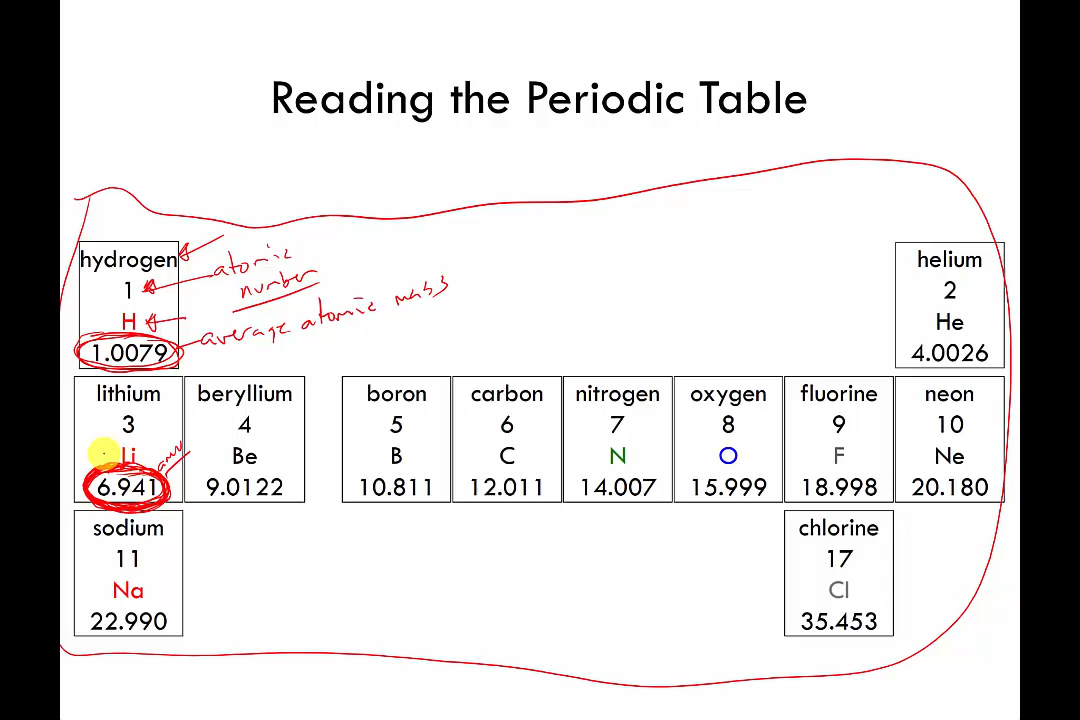 Reading the Periodic Table
hydrogen
1
H
1.0079
atomic
number
average atomic mass
helium
2
He
4.0026
lithium
3
Li
6.941
beryllium
4
Be
9.0122
boron
5
B
10.811
carbon
6
C
12.011
nitrogen
7
N
14.007
oxygen
8
O
15.999
fluorine
9
F
18.998
neon
10
Ne
20.180
sodium
11
Na
22.990
chlorine
17
Cl
35.453